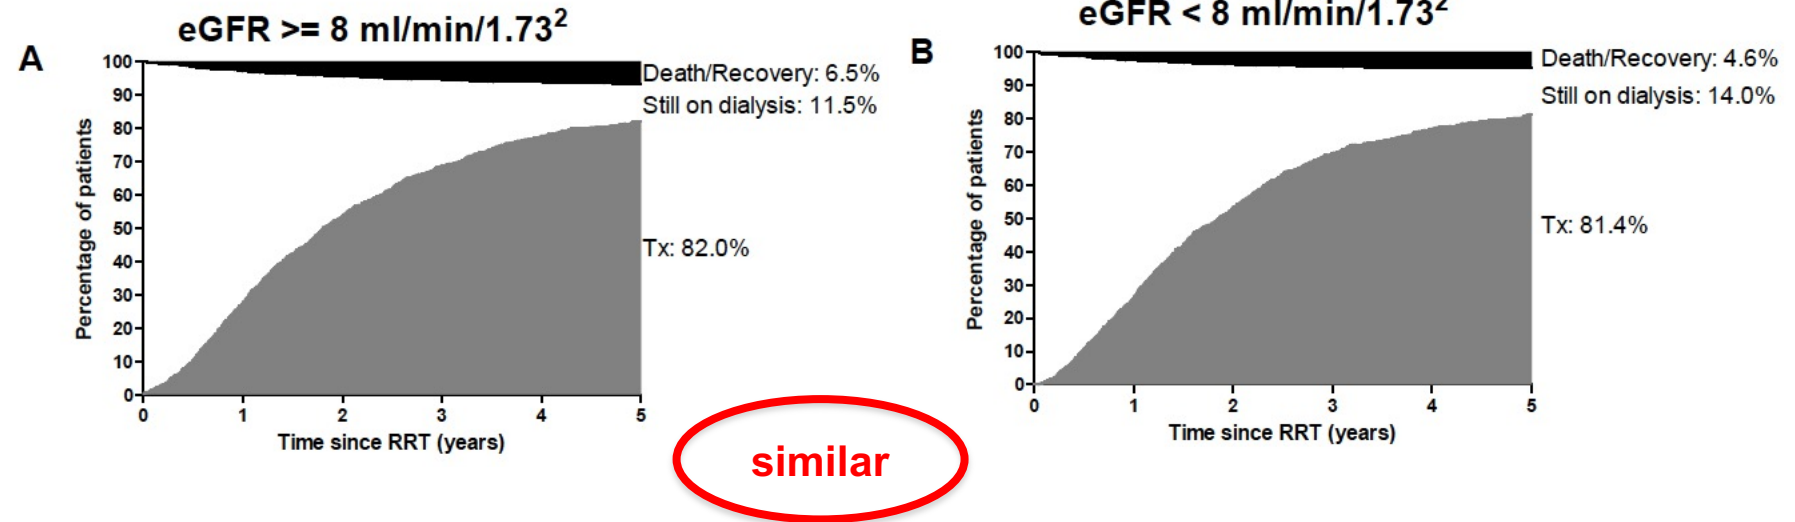 A
eGFR >= 8 ml/min/1.73²
Percentage of patients
100
90
80
70
60
50
40
30
20
10
0
0 1 2 3 4 5
Time since RRT (years)
Death/Recovery: 6.5%
Still on dialysis: 11.5%
Tx: 82.0%
B
eGFR < 8 ml/min/1.73²
Percentage of patients
100
90
80
70
60
50
40
30
20
10
0
0 1 2 3 4 5
Time since RRT (years)
Death/Recovery: 4.6%
Still on dialysis: 14.0%
Tx: 81.4%
similar